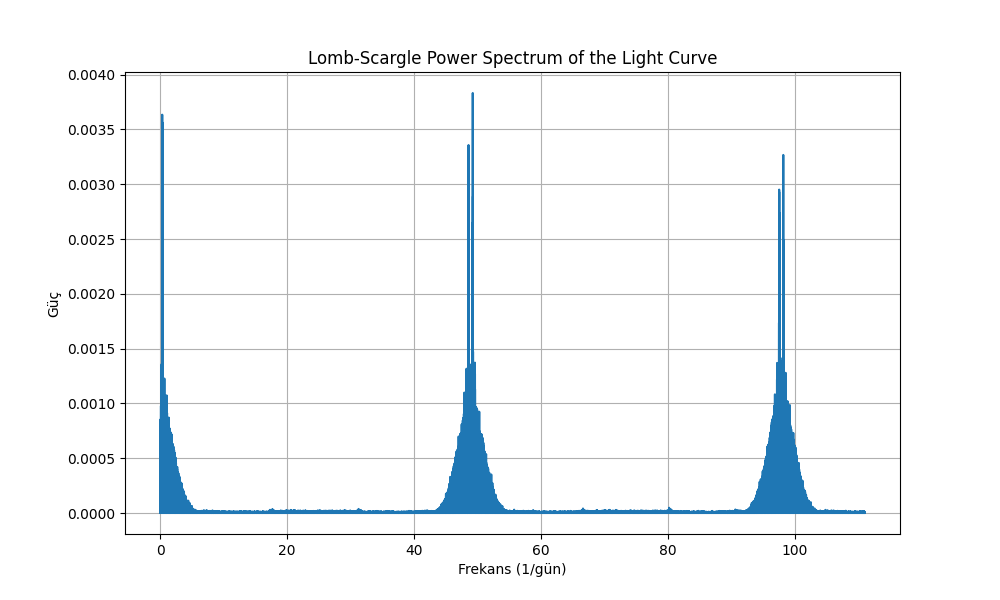 Lomb-Scargle Power Spectrum of the Light Curve
0.0040
0.0035
0.0030
0.0025
0.0020
0.0015
0.0010
0.0005
0.0000
Güç
0 20 40 60 80 100
Frekans (1/gün)